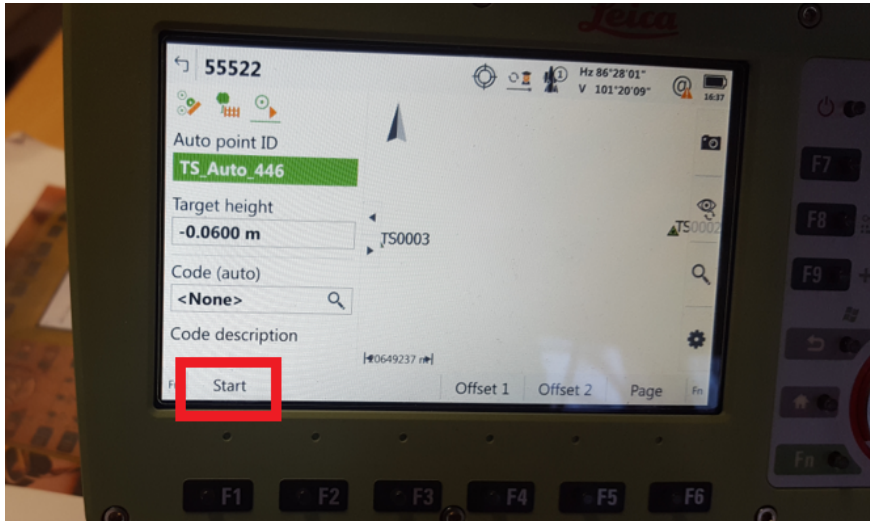 Leica
55522
1
Hz 86°28'01"
V 101°20'09"
@
16:37
Auto point ID
TS_Auto_446
Target height
-0.0600 m
TS0003
TS0002
Code (auto)
<None>
Code description
Start
Offset 1
Offset 2
Page
Fn
F7
F8
F9
Fn
F1
F2
F3
F4
F5
F6